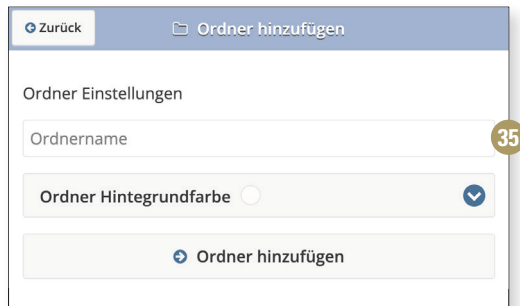 Zurück Ordner hinzufügen
Ordner Einstellungen
Ordnername
35
Ordner Hintegrundfarbe
Ordner hinzufügen